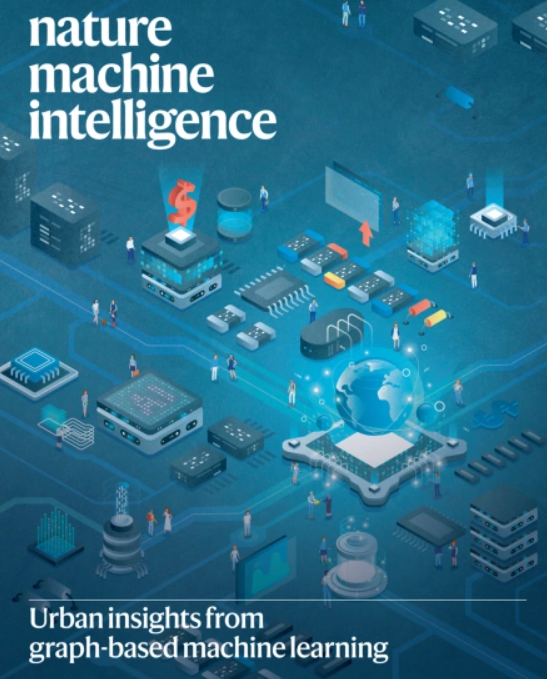 nature
machine
intelligence
$
Urban insights from
graph-based machine learning